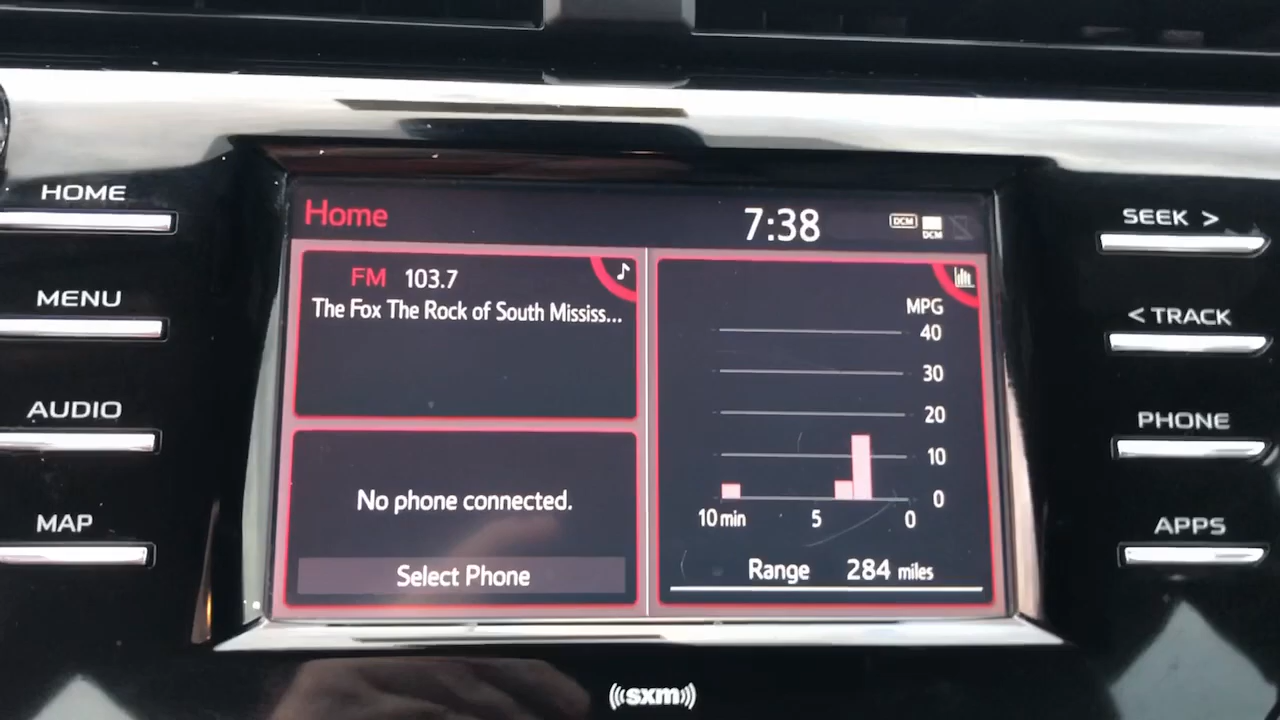 HOME
MENU
AUDIO
MAP
Home
7:38
DCM
DCM
FM 103.7
The Fox The Rock of South Mississ...
No phone connected.
Select Phone
MPG
40
30
20
10
0
10 min 5 0
Range 284 miles
SEEK >
< TRACK
PHONE
APPS
((sxm))